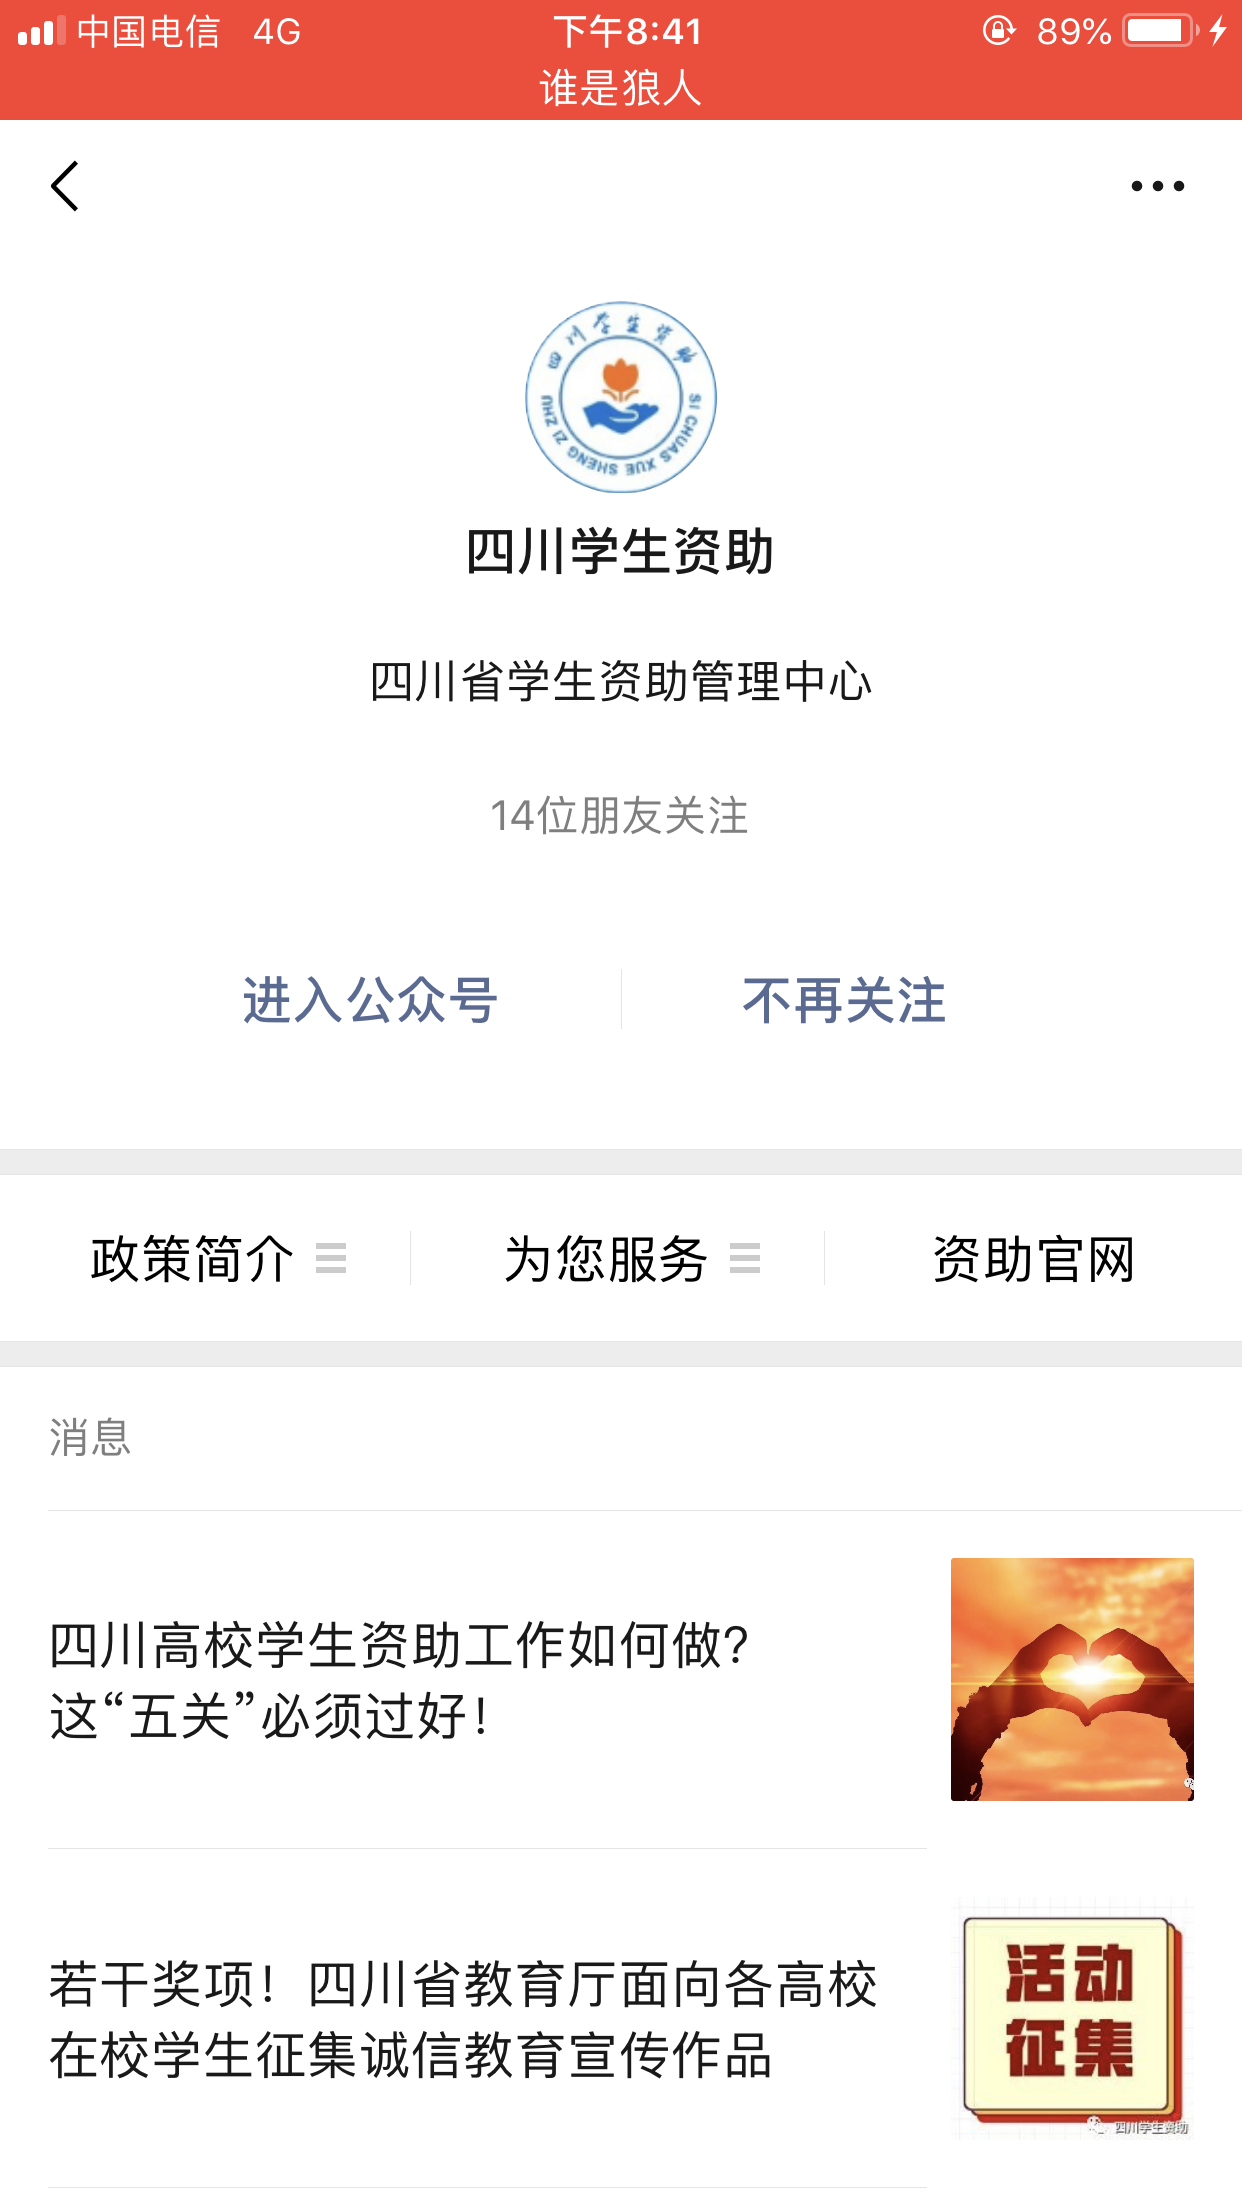 中国电信 4G 下午8:41 89%
谁是狼人
四川学生资助
SI CHUAS XUE SHENG ZI ZHU
四川学生资助
四川省学生资助管理中心
14位朋友关注
进入公众号 不再关注
政策简介 为您服务 资助官网
消息
四川高校学生资助工作如何做?
这“五关”必须过好！
若干奖项！四川省教育厅面向各高校
在校学生征集诚信教育宣传作品
活动
征集
四川学生资助